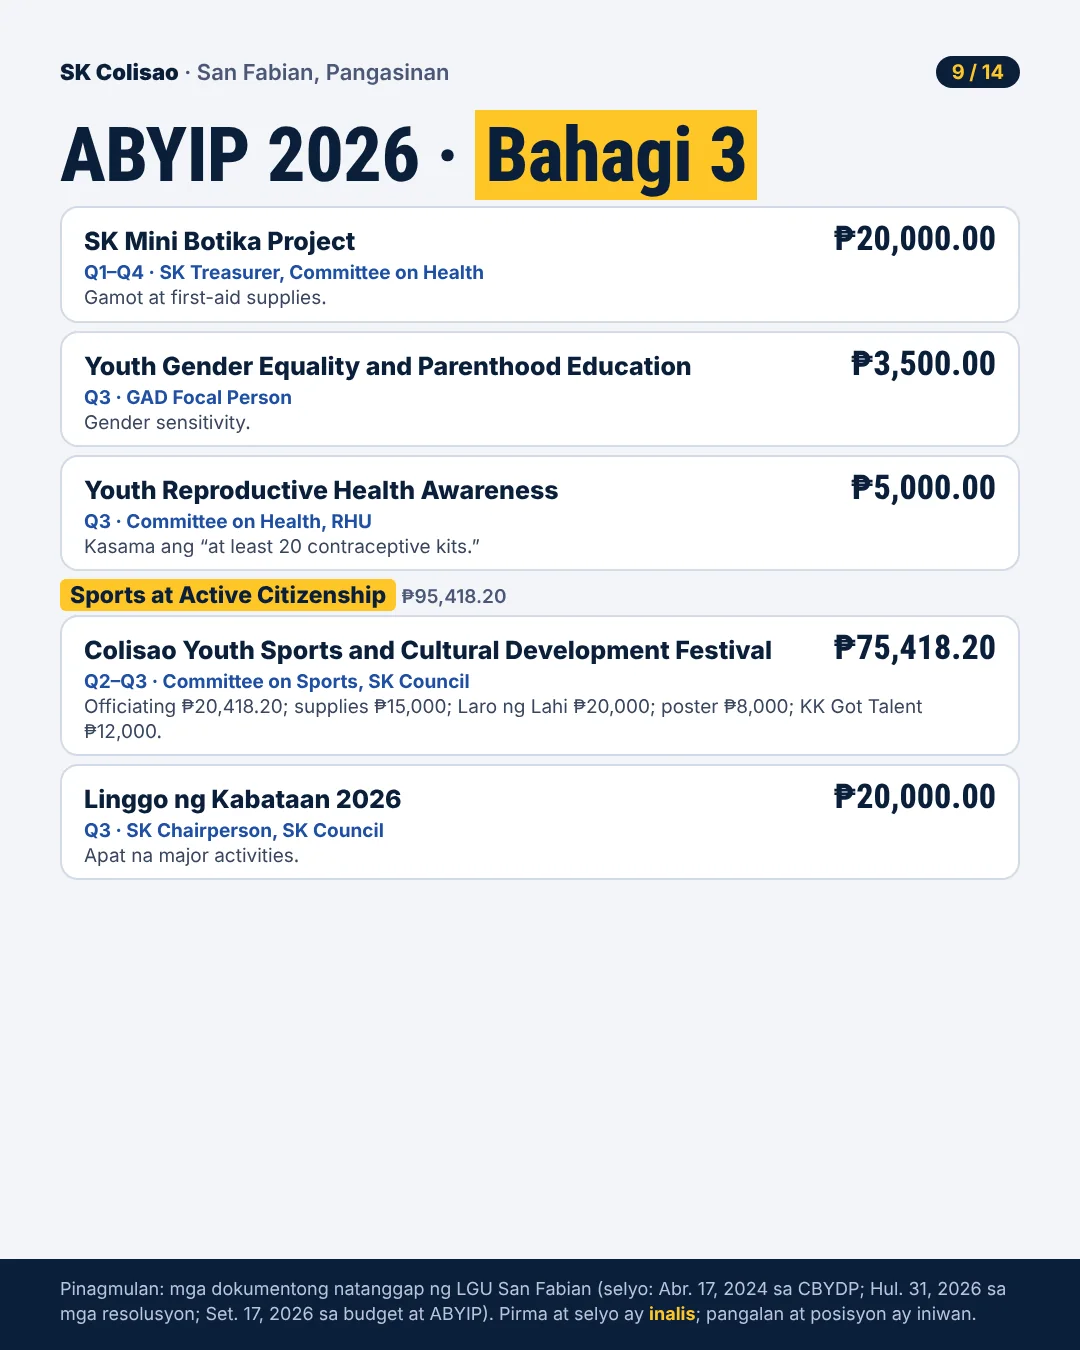 SK Colisao · San Fabian, Pangasinan
9 / 14
ABYIP 2026 · Bahagi 3
SK Mini Botika Project ₱20,000.00
Q1–Q4 · SK Treasurer, Committee on Health
Gamot at first-aid supplies.
Youth Gender Equality and Parenthood Education ₱3,500.00
Q3 · GAD Focal Person
Gender sensitivity.
Youth Reproductive Health Awareness ₱5,000.00
Q3 · Committee on Health, RHU
Kasama ang “at least 20 contraceptive kits.”
Sports at Active Citizenship ₱95,418.20
Colisao Youth Sports and Cultural Development Festival ₱75,418.20
Q2–Q3 · Committee on Sports, SK Council
Officiating ₱20,418.20; supplies ₱15,000; Laro ng Lahi ₱20,000; poster ₱8,000; KK Got Talent
₱12,000.
Linggo ng Kabataan 2026 ₱20,000.00
Q3 · SK Chairperson, SK Council
Apat na major activities.
Pinagmulan: mga dokumentong natanggap ng LGU San Fabian (selyo: Abr. 17, 2024 sa CBYDP; Hul. 31, 2026 sa
mga resolusyon; Set. 17, 2026 sa budget at ABYIP). Pirma at selyo ay inalis; pangalan at posisyon ay iniwan.